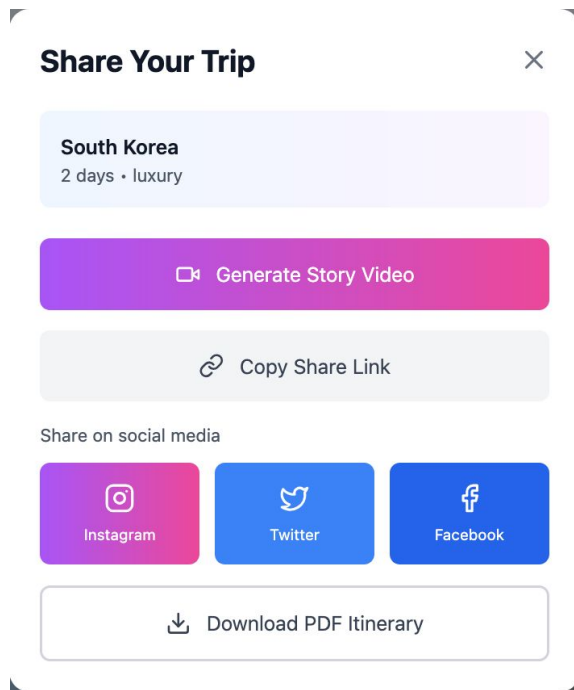 Share Your Trip
South Korea
2 days • luxury
Generate Story Video
Copy Share Link
Share on social media
Instagram
Twitter
Facebook
Download PDF Itinerary